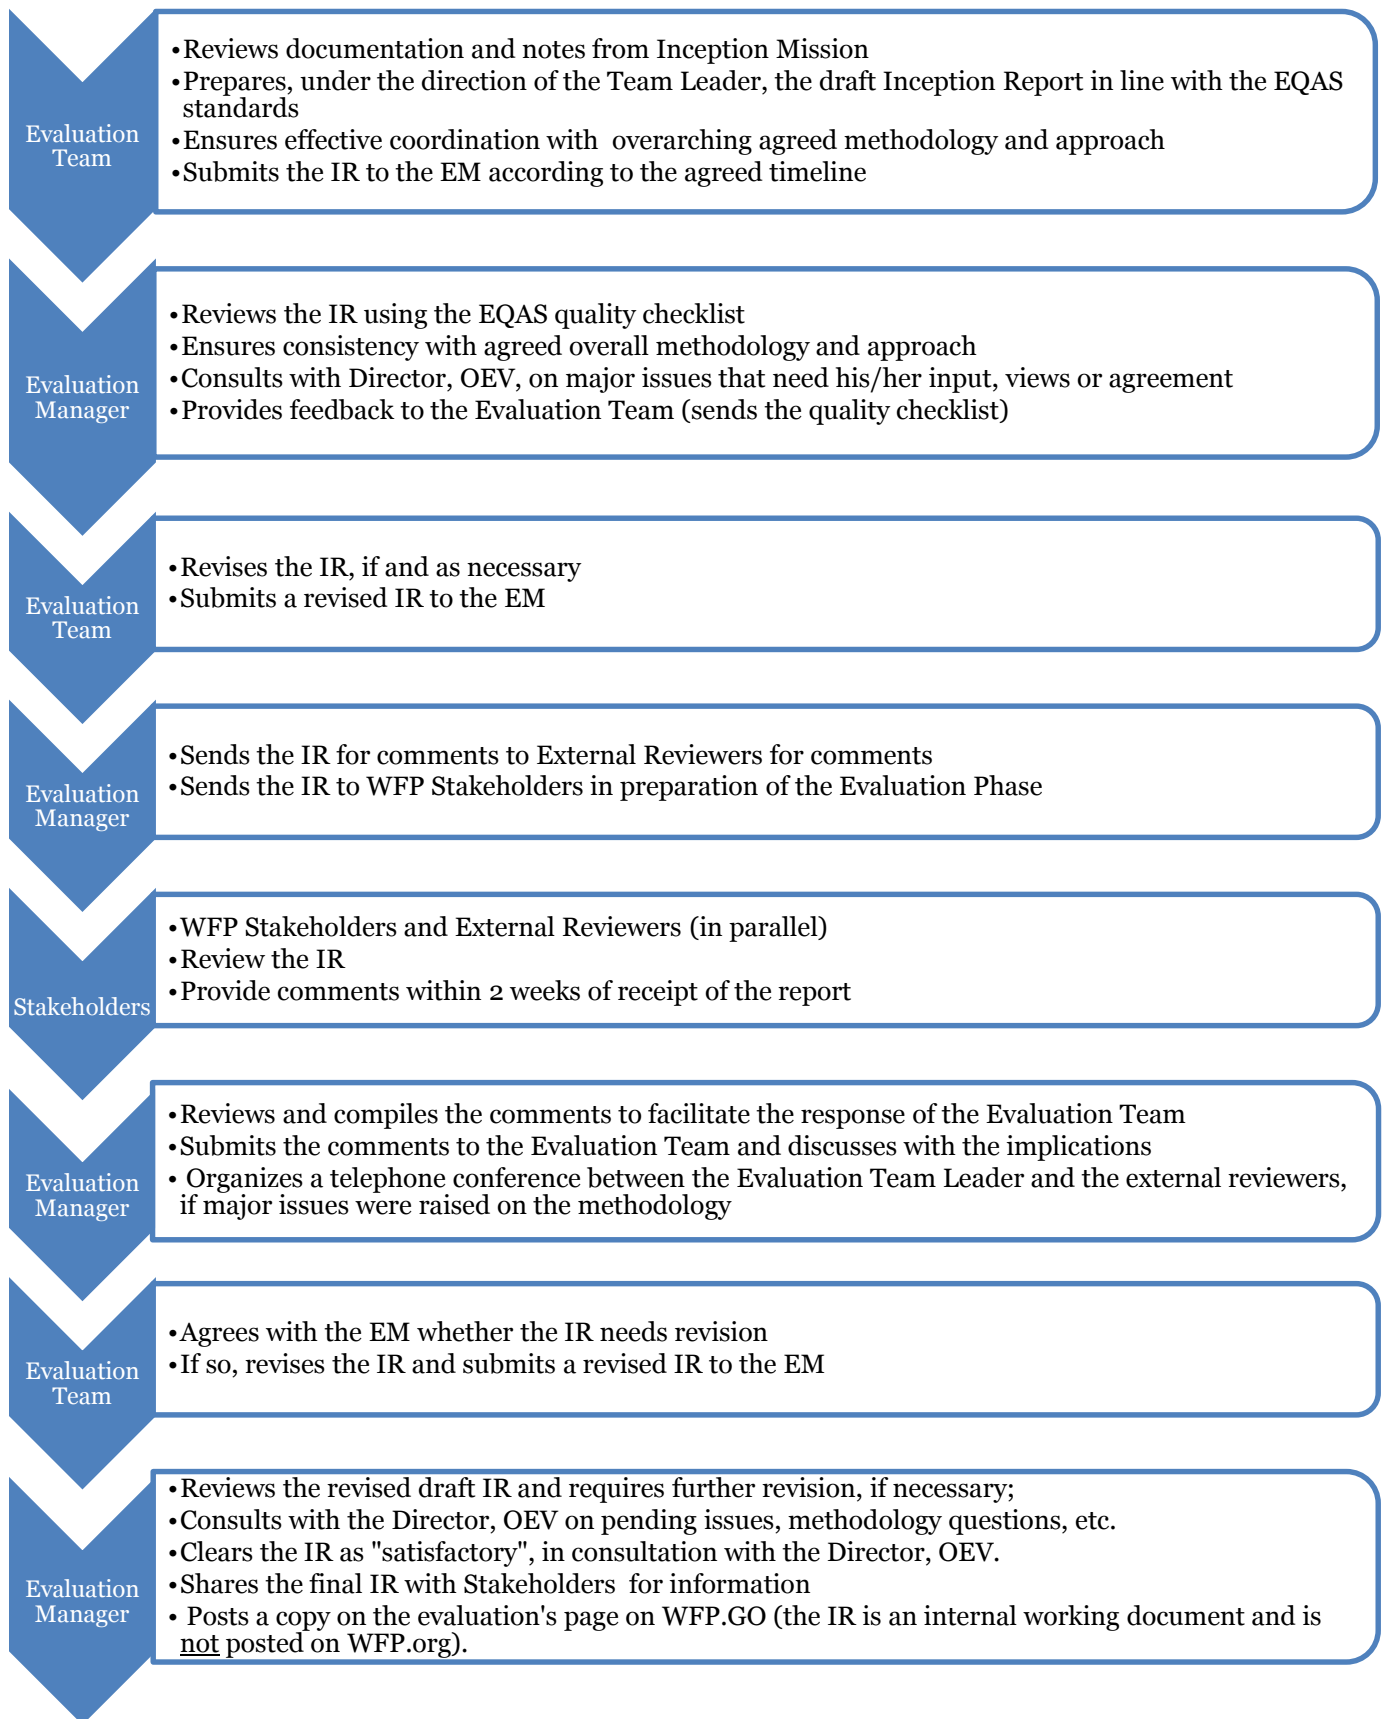 Evaluation
Team
•Reviews documentation and notes from Inception Mission
•Prepares, under the direction of the Team Leader, the draft Inception Report in line with the EQAS
standards
•Ensures effective coordination with  overarching agreed methodology and approach
•Submits the IR to the EM according to the agreed timeline
Evaluation
Manager
•Reviews the IR using the EQAS quality checklist
•Ensures consistency with agreed overall methodology and approach
•Consults with Director, OEV, on major issues that need his/her input, views or agreement
•Provides feedback to the Evaluation Team (sends the quality checklist)
Evaluation
Team
•Revises the IR, if and as necessary
•Submits a revised IR to the EM
Evaluation
Manager
•Sends the IR for comments to External Reviewers for comments
•Sends the IR to WFP Stakeholders in preparation of the Evaluation Phase
Stakeholders
•WFP Stakeholders and External Reviewers (in parallel)
•Review the IR
•Provide comments within 2 weeks of receipt of the report
Evaluation
Manager
•Reviews and compiles the comments to facilitate the response of the Evaluation Team
•Submits the comments to the Evaluation Team and discusses with the implications
• Organizes a telephone conference between the Evaluation Team Leader and the external reviewers,
if major issues were raised on the methodology
Evaluation
Team
•Agrees with the EM whether the IR needs revision
•If so, revises the IR and submits a revised IR to the EM
Evaluation
Manager
•Reviews the revised draft IR and requires further revision, if necessary;
•Consults with the Director, OEV on pending issues, methodology questions, etc.
•Clears the IR as "satisfactory", in consultation with the Director, OEV.
•Shares the final IR with Stakeholders  for information
• Posts a copy on the evaluation's page on WFP.GO (the IR is an internal working document and is
not posted on WFP.org).